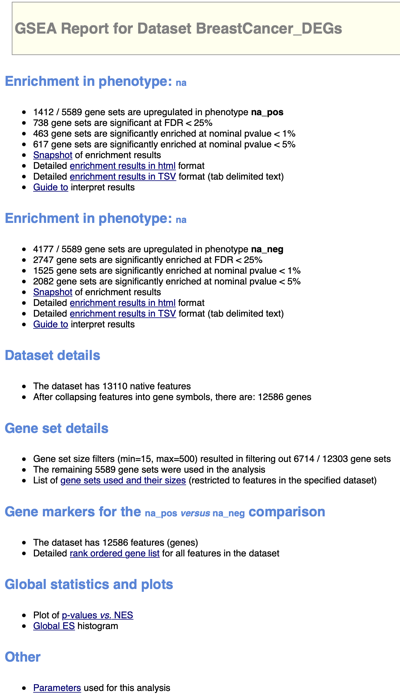 GSEA Report for Dataset BreastCancer_DEGs
Enrichment in phenotype: na
1412 / 5589 gene sets are upregulated in phenotype na_pos
738 gene sets are significant at FDR < 25%
463 gene sets are significantly enriched at nominal pvalue < 1%
617 gene sets are significantly enriched at nominal pvalue < 5%
Snapshot of enrichment results
Detailed enrichment results in html format
Detailed enrichment results in TSV format (tab delimited text)
Guide to interpret results
Enrichment in phenotype: na
4177 / 5589 gene sets are upregulated in phenotype na_neg
2747 gene sets are significantly enriched at FDR < 25%
1525 gene sets are significantly enriched at nominal pvalue < 1%
2082 gene sets are significantly enriched at nominal pvalue < 5%
Snapshot of enrichment results
Detailed enrichment results in html format
Detailed enrichment results in TSV format (tab delimited text)
Guide to interpret results
Dataset details
The dataset has 13110 native features
After collapsing features into gene symbols, there are: 12586 genes
Gene set details
Gene set size filters (min=15, max=500) resulted in filtering out 6714 / 12303 gene sets
The remaining 5589 gene sets were used in the analysis
List of gene sets used and their sizes (restricted to features in the specified dataset)
Gene markers for the na_pos versus na_neg comparison
The dataset has 12586 features (genes)
Detailed rank ordered gene list for all features in the dataset
Global statistics and plots
Plot of p-values vs. NES
Global ES histogram
Other
Parameters used for this analysis